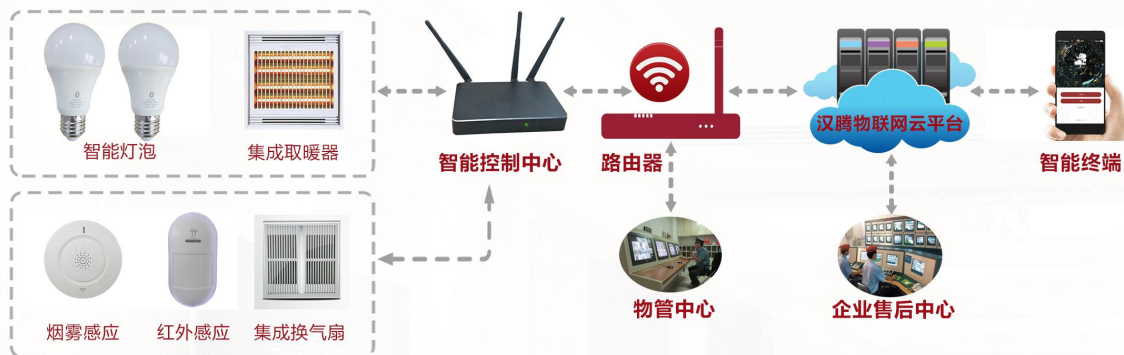 智能灯泡
集成取暖器
智能控制中心
路由器
汉腾物联网云平台
智能终端
烟雾感应
红外感应
集成换气扇
物管中心
企业售后中心